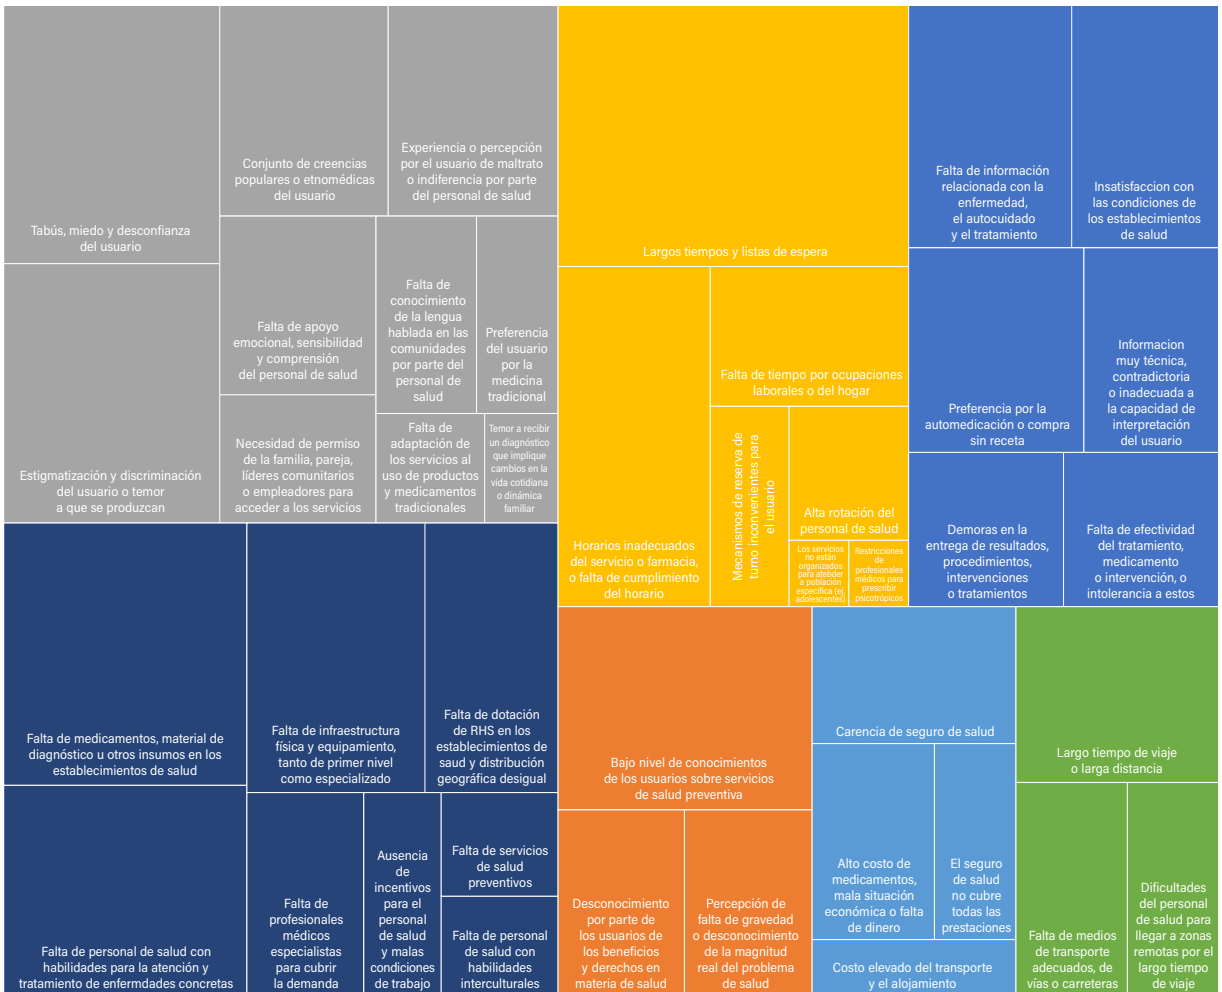 Tabús, miedo y desconfianza
del usuario
Conjunto de creencias
populares o etnomédicas
del usuario
Experiencia o percepción
por el usuario de maltrato
o indiferencia por parte
del personal de salud
Estigmatización y discriminación
del usuario o temor
a que se produzcan
Falta de apoyo
emocional, sensibilidad
y comprensión
del personal de salud
Falta de
conocimiento
de la lengua
hablada en las
comunidades
por parte del
personal de
salud
Preferencia
del usuario
por la
medicina
tradicional
Necesidad de permiso
de la familia, pareja,
líderes comunitarios
o empleadores para
acceder a los servicios
Falta de
adaptación de
los servicios al
uso de productos
y medicamentos
tradicionales
Temor a recibir
un diagnóstico
que implique
cambios en la
vida cotidiana
o dinámica
familiar
Largos tiempos y listas de espera
Horarios inadecuados
del servicio o farmacia,
o falta de cumplimiento
del horario
Falta de tiempo por ocupaciones
laborales o del hogar
Mecanismos de reserva de
turno inconvenientes para
el usuario
Alta rotación del
personal de salud
Los servicios
no están
organizados
para atebder
a población
específica (ej.
adolescentes)
Restricciones
de
profesionales
médicos para
prescribir
psicotrópicos
Falta de información
relacionada con la
enfermedad,
el autocuidado
y el tratamiento
Insatisfaccion con
las condiciones de
los establecimientos
de salud
Preferencia por la
automedicación o compra
sin receta
Informacion
muy técnica,
contradictoria
o inadecuada a
la capacidad de
interpretación
del usuario
Demoras en la
entrega de resultados,
procedimientos,
intervenciones
o tratamientos
Falta de efectividad
del tratamiento,
medicamento
o intervención, o
intolerancia a estos
Falta de medicamentos, material de
diagnóstico u otros insumos en los
establecimientos de salud
Falta de infraestructura
física y equipamiento,
tanto de primer nivel
como especializado
Falta de dotación
de RHS en los
establecimientos de
saud y distribución
geográfica desigual
Falta de personal de salud con
habilidades para la atención y
tratamiento de enfermdades concretas
Falta de
profesionales
médicos
especialistas
para cubrir
la demanda
Ausencia
de
incentivos
para el
personal
de salud
y malas
condiciones
de trabajo
Falta de servicios
de salud
preventivos
Falta de personal
de salud con
habilidades
interculturales
Bajo nivel de conocimientos
de los usuarios sobre servicios
de salud preventiva
Desconocimiento
por parte de
los usuarios de
los beneficios
y derechos en
materia de salud
Percepción de
falta de gravedad
o desconocimiento
de la magnitud
real del problema
de salud
Carencia de seguro de salud
Alto costo de
medicamentos,
mala situación
económica o falta
de dinero
El seguro
de salud
no cubre
todas las
prestaciones
Costo elevado del transporte
y el alojamiento
Largo tiempo de viaje
o larga distancia
Falta de medios
de transporte
adecuados, de
vías o carreteras
Dificultades
del personal
de salud para
llegar a zonas
remotas por el
largo tiempo
de viaje